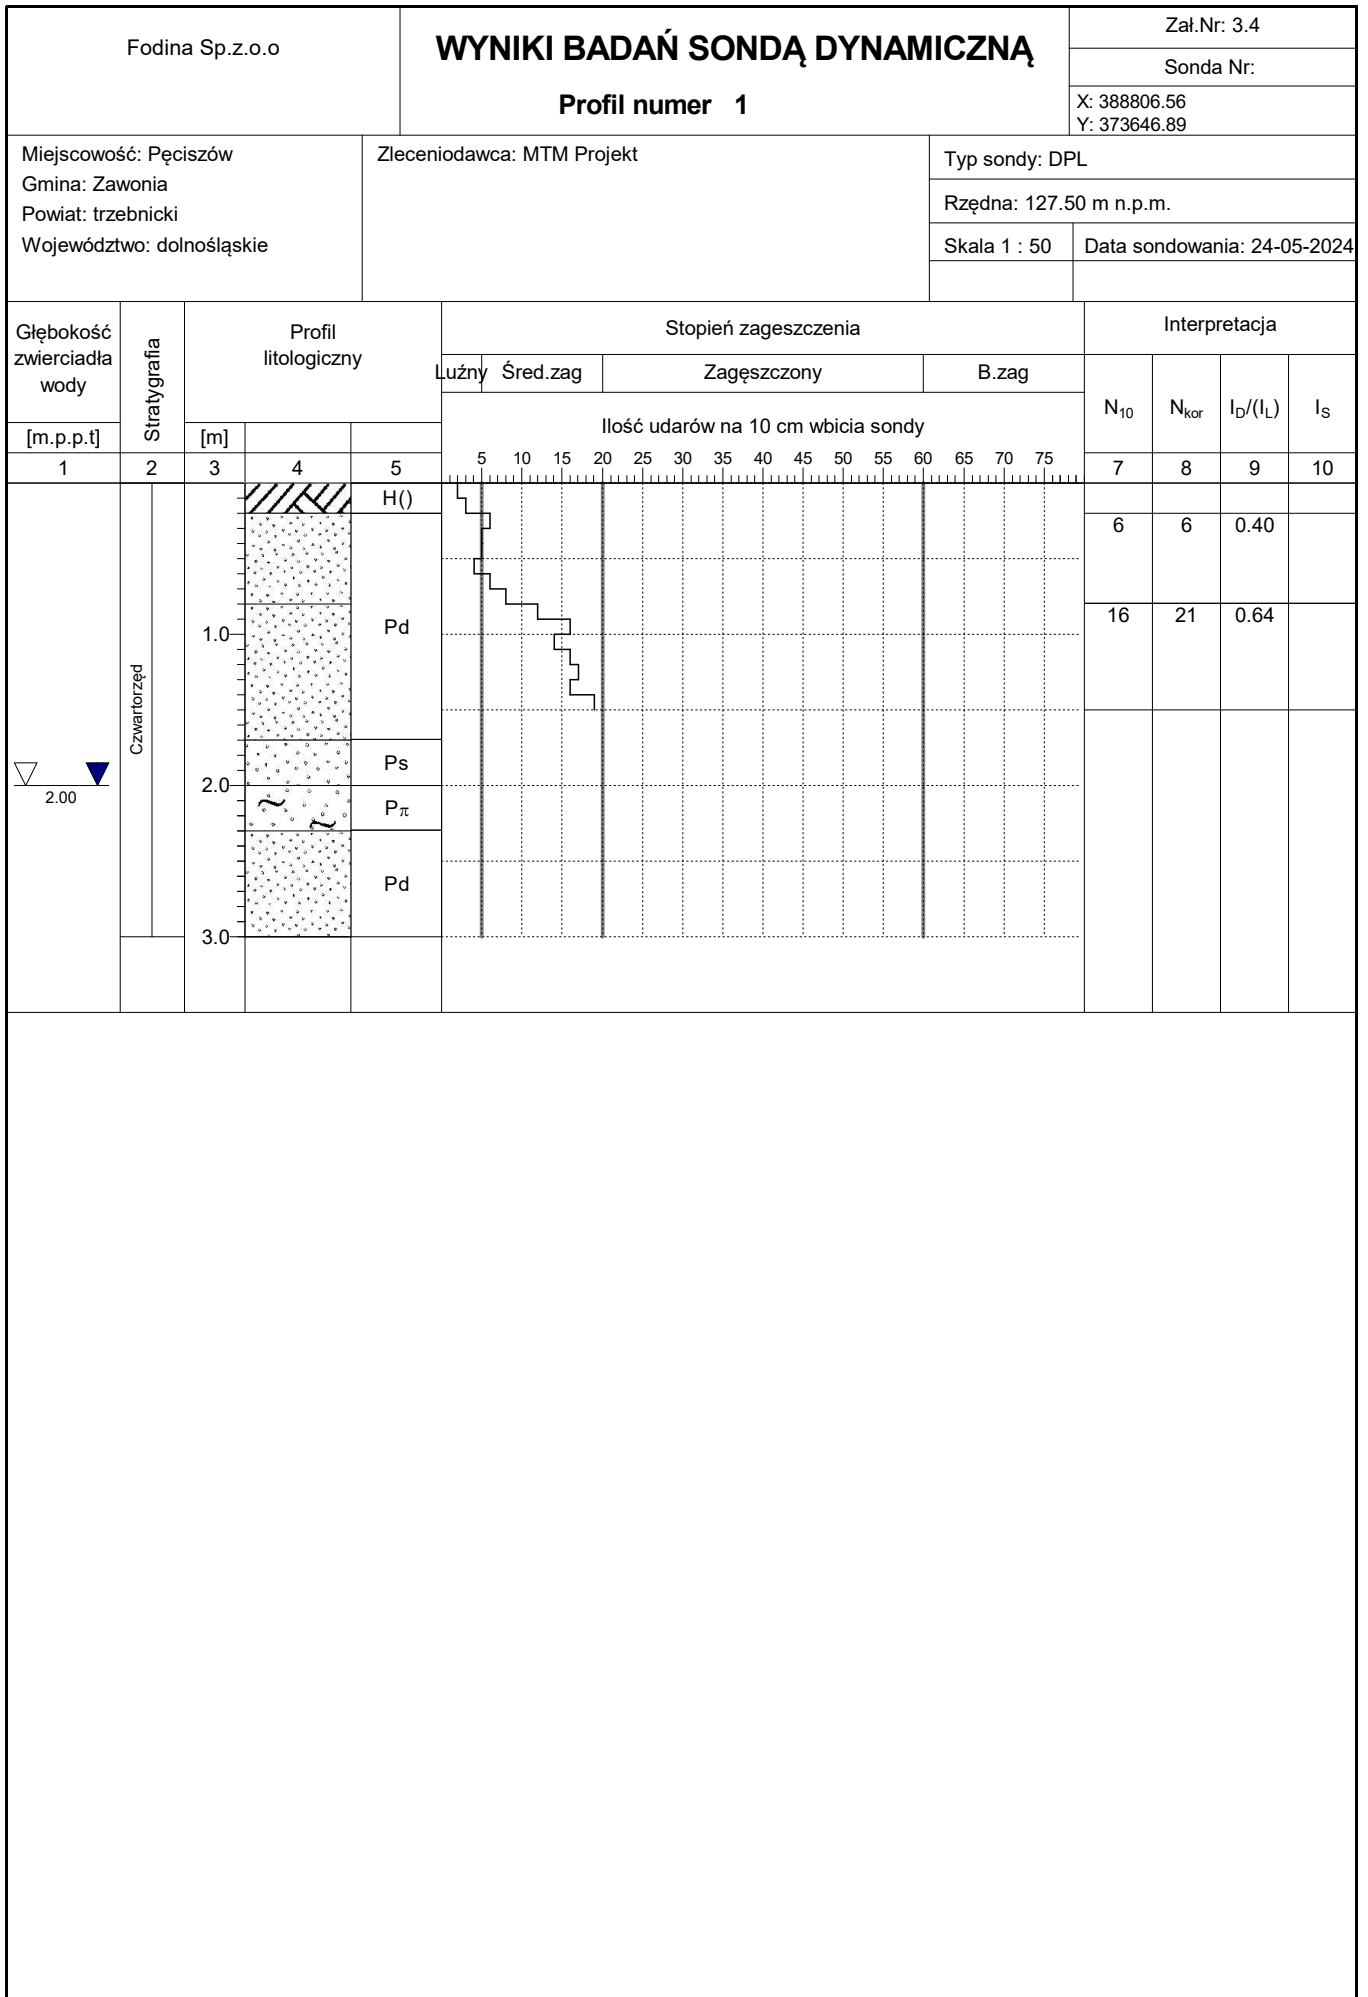 Fodina Sp.z.o.o
WYNIKI BADAŃ SONDĄ DYNAMICZNĄ
Profil numer 1
Zał.Nr: 3.4
Sonda Nr:
X: 388806.56
Y: 373646.89
Miejscowość: Pęciszów
Gmina: Zawonia
Powiat: trzebnicki
Województwo: dolnośląskie
Zleceniodawca: MTM Projekt
Typ sondy: DPL
Rzędna: 127.50 m n.p.m.
Skala 1 : 50
Data sondowania: 24-05-2024
Głębokość
zwierciadła
wody
[m.p.p.t]
Stratygrafia
Profil
litologiczny
[m]
Stopień zageszczenia
Luźny Śred.zag Zagęszczony B.zag
Ilość udarów na 10 cm wbicia sondy
5 10 15 20 25 30 35 40 45 50 55 60 65 70 75
Interpretacja
N10 Nkor ID/(IL) IS
1 2 3 4 5 7 8 9 10
H()
6 6 0.40
Pd
1.0
16 21 0.64
Czwartorzęd
Ps
2.0
2.00
Pπ
Pd
3.0